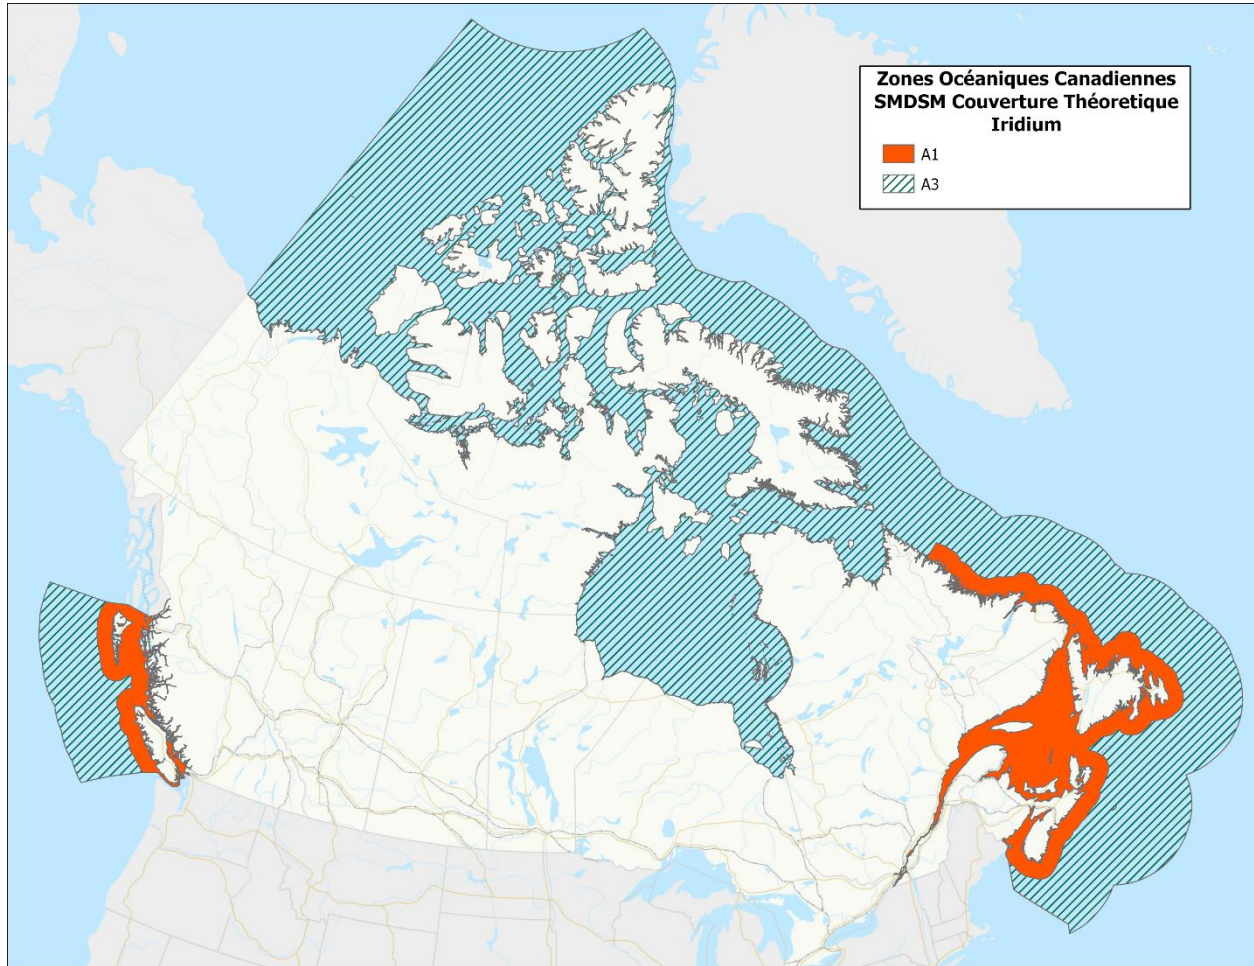 Zones Océaniques Canadiennes
SMDSM Couverture Théoretique
Iridium
A1
A3